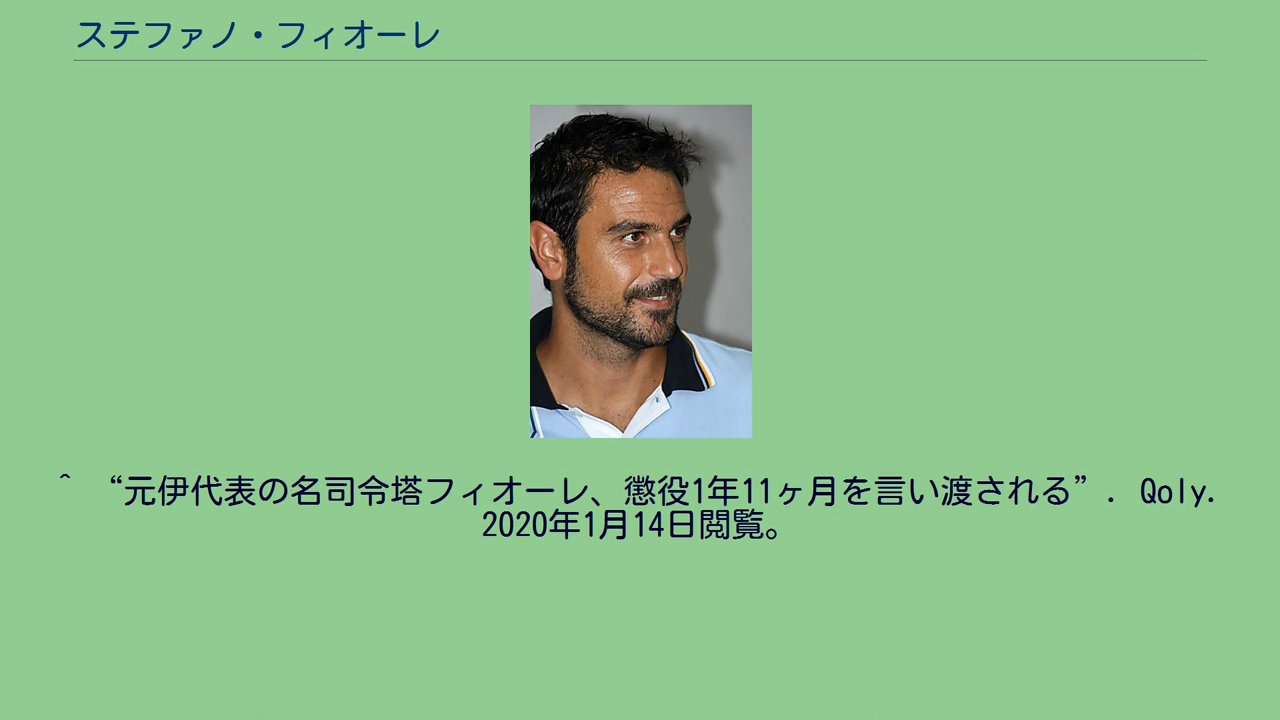 ステファノ・フィオーレ
^ “元伊代表の名司令塔フィオーレ、懲役1年11ヶ月を言い渡される”. Qoly.
2020年1月14日閲覧。